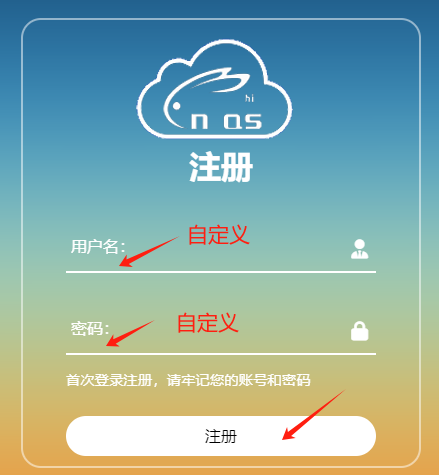 hi
nas
注册
自定义
用户名：
自定义
密码：
首次登录注册，请牢记您的账号和密码
注册